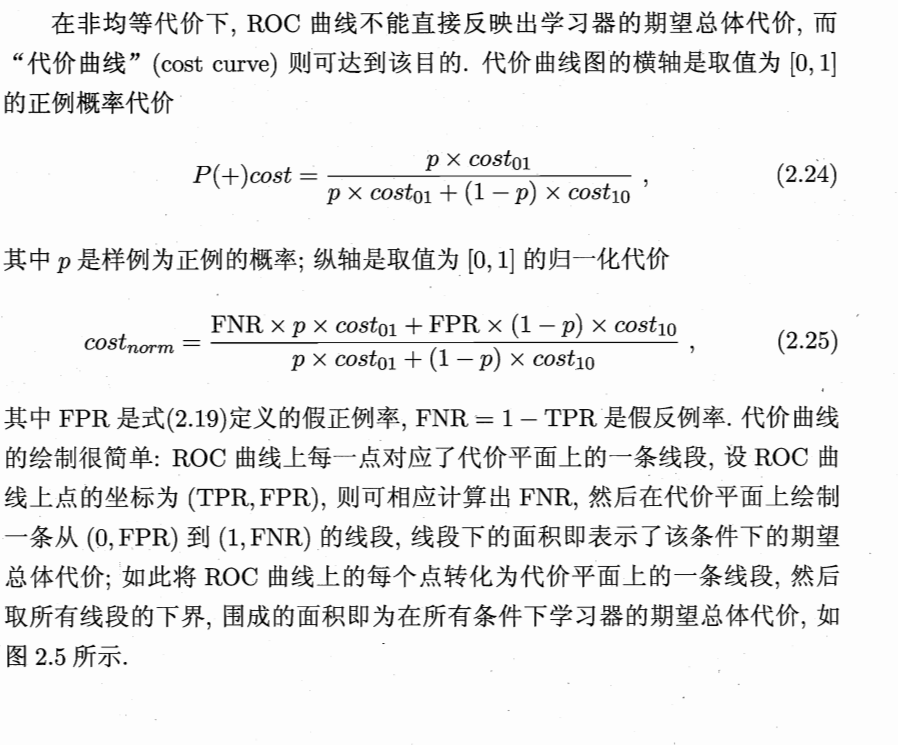 在非均等代价下, ROC 曲线不能直接反映出学习器的期望总体代价, 而
“代价曲线” (cost curve) 则可达到该目的. 代价曲线图的横轴是取值为 [0, 1]
的正例概率代价
P(+)cost = \frac{p × cost_{01}}{p × cost_{01} + (1 − p) × cost_{10}} , (2.24)
其中 p 是样例为正例的概率; 纵轴是取值为 [0, 1] 的归一化代价
cost_{norm} = \frac{FNR × p × cost_{01} + FPR × (1 − p) × cost_{10}}{p × cost_{01} + (1 − p) × cost_{10}} , (2.25)
其中 FPR 是式(2.19)定义的假正例率, FNR = 1 − TPR 是假反例率. 代价曲线
的绘制很简单: ROC 曲线上每一点对应了代价平面上的一条线段, 设 ROC 曲
线上点的坐标为 (TPR, FPR), 则可相应计算出 FNR, 然后在代价平面上绘制
一条从 (0, FPR) 到 (1, FNR) 的线段, 线段下的面积即表示了该条件下的期望
总体代价; 如此将 ROC 曲线上的每个点转化为代价平面上的一条线段, 然后
取所有线段的下界, 围成的面积即为在所有条件下学习器的期望总体代价, 如
图 2.5 所示.